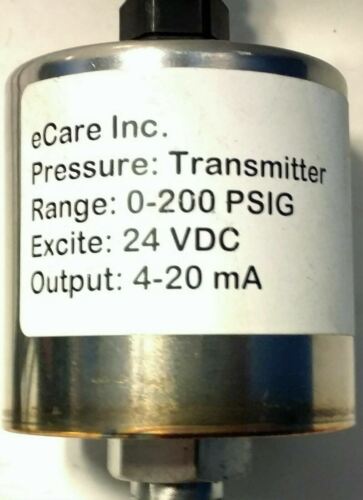 eCare Inc.
Pressure: Transmitter
Range: 0-200 PSIG
Excite: 24 VDC
Output: 4-20 mA